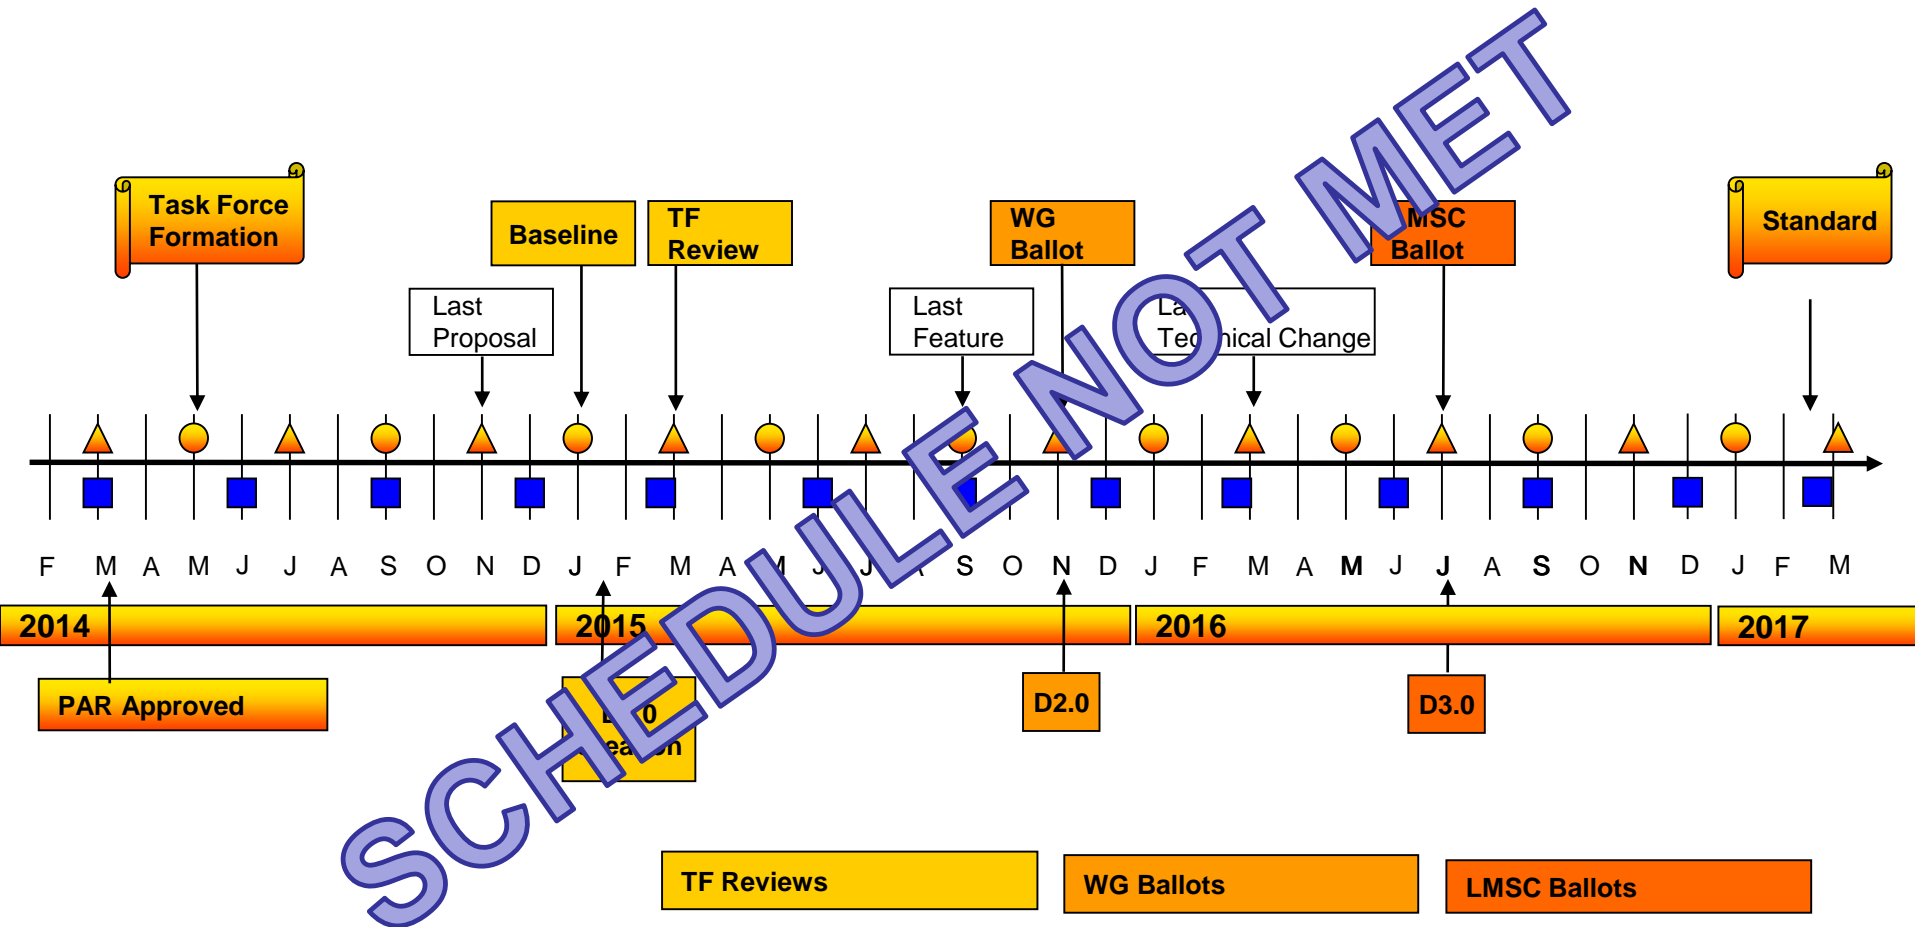 SCHEDULE NOT MET
Task Force
Formation
Baseline
TF
Review
WG
Ballot
Ballot
Standard
Last
Proposal
Last
Feature
Technical Change
F M A M J J A S O N D J F M A M J J A S O N D J F M A M J J A S O N D J F M
2014
2015
2016
2017
PAR Approved
D2.0
D3.0
TF Reviews
WG Ballots
LMSC Ballots